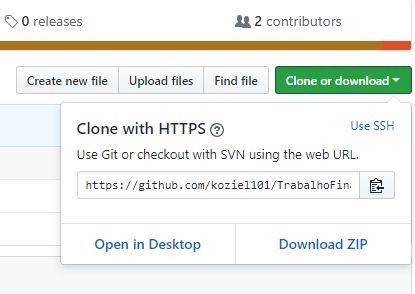 0 releases
2 contributors
Create new file
Upload files
Find file
Clone or download
Clone with HTTPS
Use SSH
Use Git or checkout with SVN using the web URL.
https://github.com/koziel101/TrabalhoFin
Open in Desktop
Download ZIP